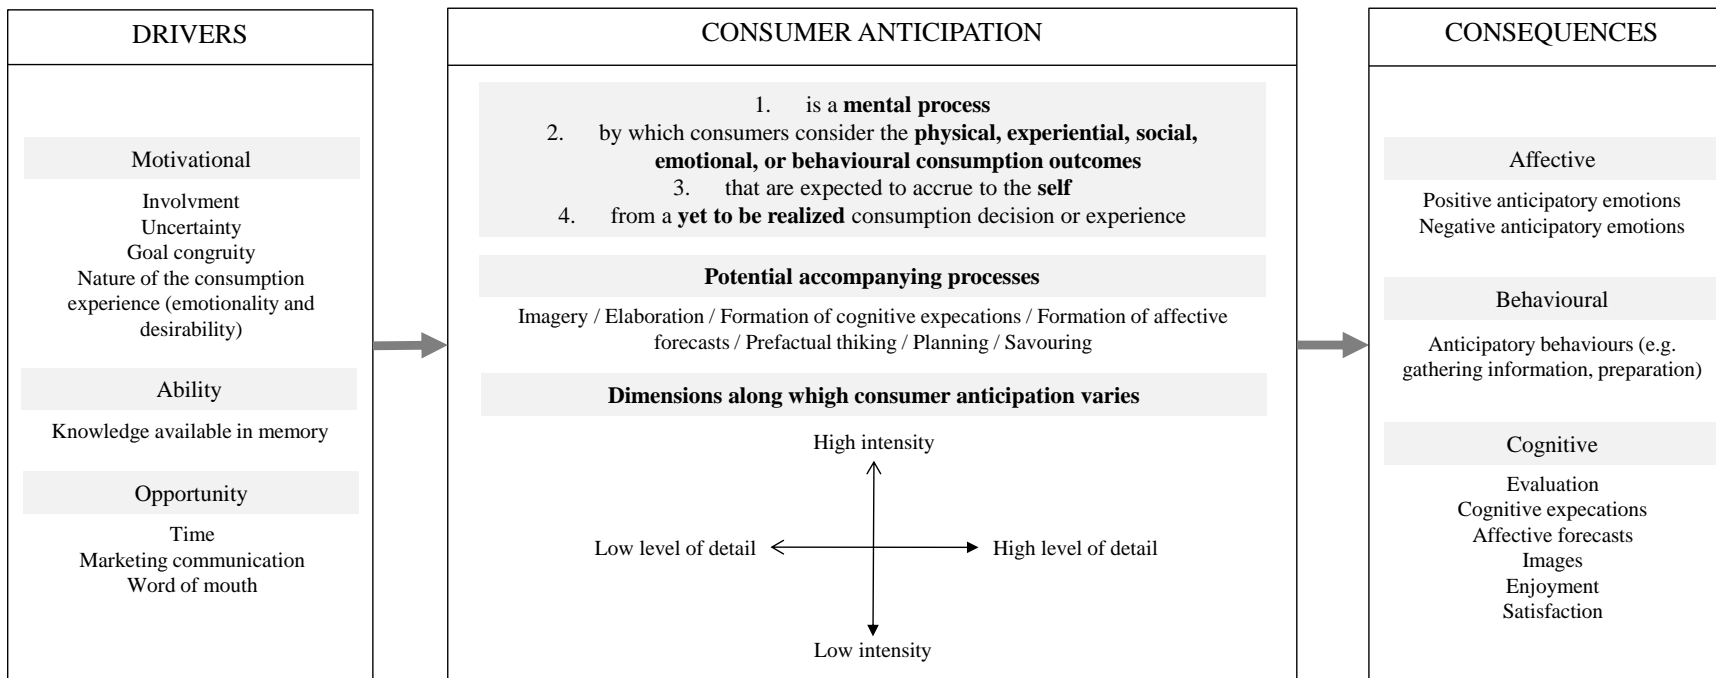 DRIVERS
Motivational
Involvment
Uncertainty
Goal congruity
Nature of the consumption
experience (emotionality and
desirability)
Ability
Knowledge available in memory
Opportunity
Time
Marketing communication
Word of mouth
CONSUMER ANTICIPATION
1. is a mental process
2. by which consumers consider the physical, experiential, social,
emotional, or behavioural consumption outcomes
3. that are expected to accrue to the self
4. from a yet to be realized consumption decision or experience
Potential accompanying processes
Imagery / Elaboration / Formation of cognitive expecations / Formation of affective
forecasts / Prefactual thiking / Planning / Savouring
Dimensions along whigh consumer anticipation varies
High intensity
Low level of detail
High level of detail
Low intensity
CONSEQUENCES
Affective
Positive anticipatory emotions
Negative anticipatory emotions
Behavioural
Anticipatory behaviours (e.g.
gathering information, preparation)
Cognitive
Evaluation
Cognitive expecations
Affective forecasts
Images
Enjoyment
Satisfaction